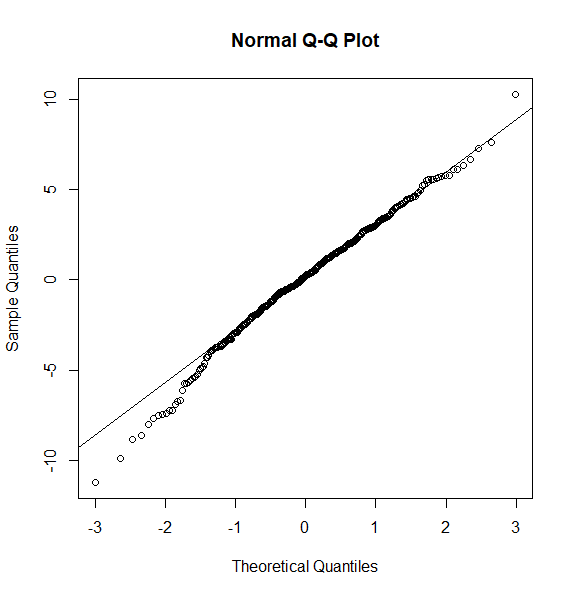 Normal Q-Q Plot
Sample Quantiles
10
5
0
-5
-10
-3 -2 -1 0 1 2 3
Theoretical Quantiles